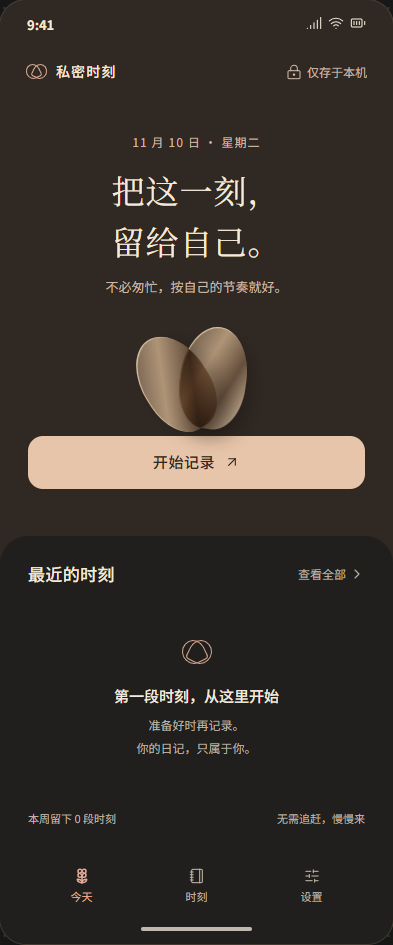 9:41
私密时刻
仅存于本机
11 月 10 日 · 星期二
把这一刻，
留给自己。
不必匆忙，按自己的节奏就好。
开始记录
最近的时刻
查看全部
第一段时刻，从这里开始
准备好时再记录。
你的日记，只属于你。
本周留下 0 段时刻
无需追赶，慢慢来
今天
时刻
设置